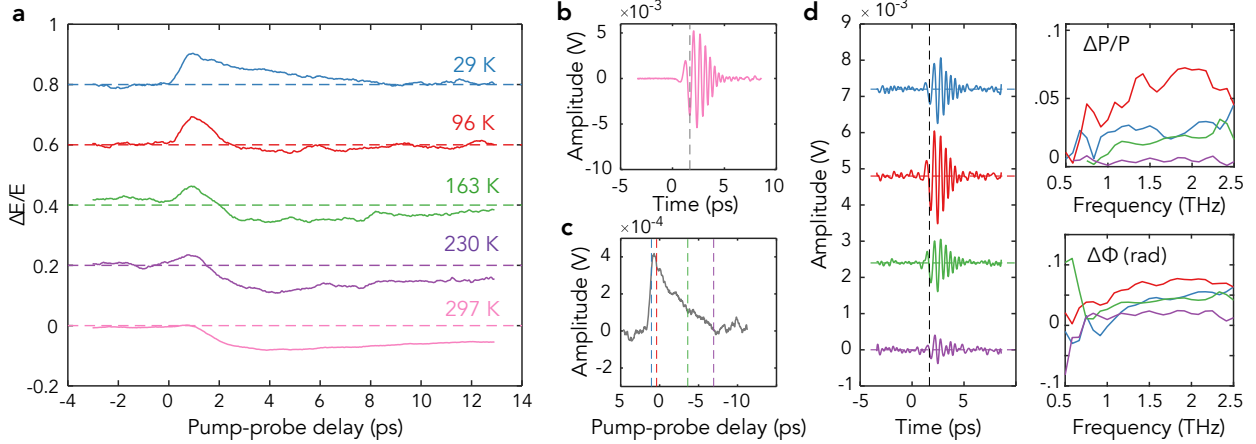 a
ΔE/E
0.8
0.6
0.4
0.2
0
-0.2
29 K
96 K
163 K
230 K
297 K
-4 -2 0 2 4 6 8 10 12 14
Pump-probe delay (ps)
b
×10⁻³
Amplitude (V)
5
0
-5
-10
-5 0 5 10
Time (ps)
c
×10⁻⁴
Amplitude (V)
4
2
0
-2
5 0 -5 -10
Pump-probe delay (ps)
d
×10⁻³
Amplitude (V)
9
8
7
6
5
4
3
2
1
0
-1
-5 0 5
Time (ps)
ΔP/P
.1
.05
0
0.5 1 1.5 2 2.5
Frequency (THz)
ΔΦ (rad)
.1
0
-.1
0.5 1 1.5 2 2.5
Frequency (THz)